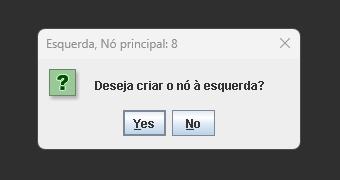 Esquerda, Nó principal: 8
Deseja criar o nó à esquerda?
Yes No